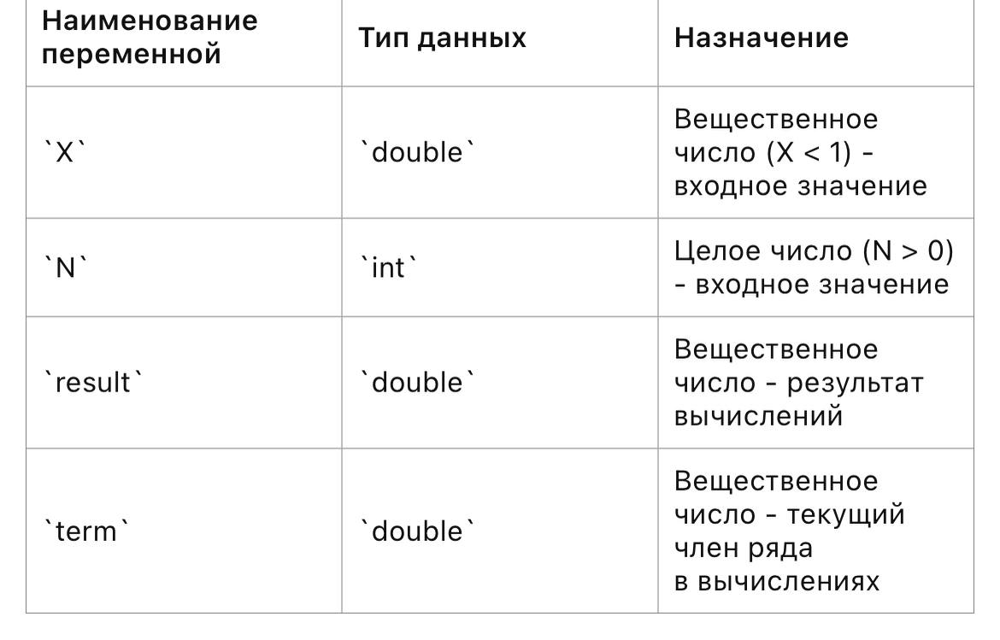 Наименование
переменной
Тип данных
Назначение
`X`
`double`
Вещественное
число (X < 1) -
входное значение
`N`
`int`
Целое число (N > 0)
- входное значение
`result`
`double`
Вещественное
число - результат
вычислений
`term`
`double`
Вещественное
число - текущий
член ряда
в вычислениях